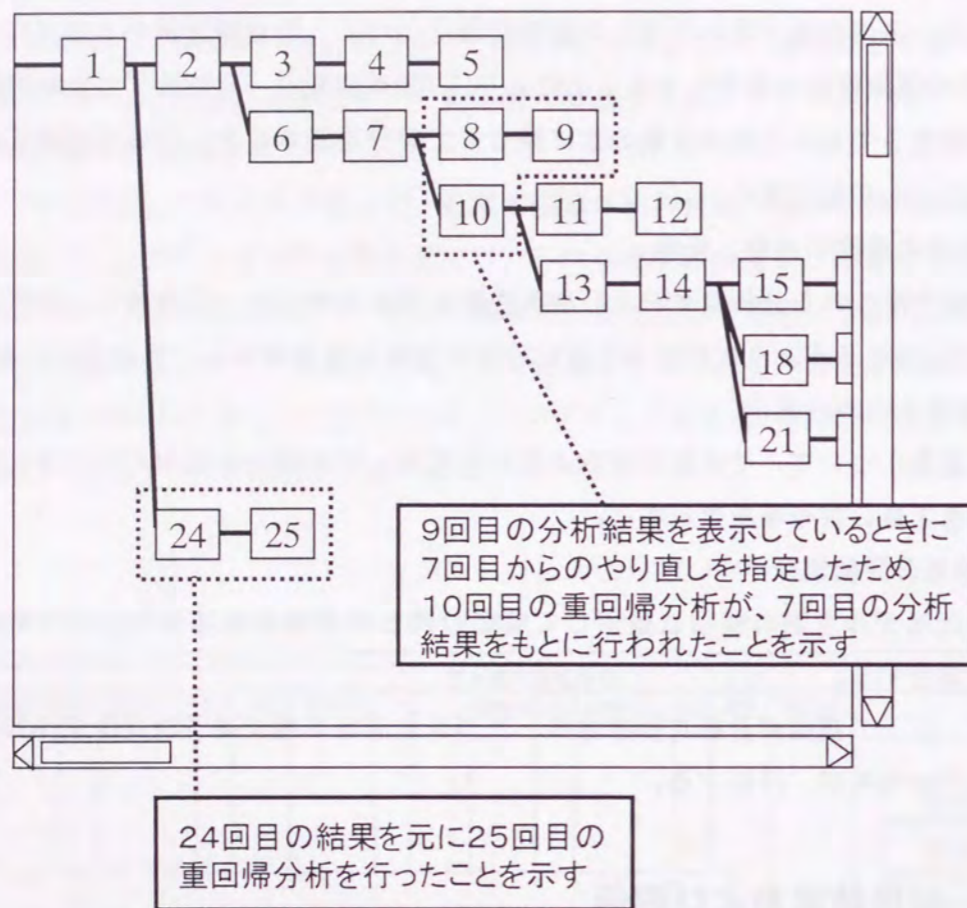 1 2 3 4 5
6 7 8 9
10 11 12
13 14 15
18
21
24 25
9回目の分析結果を表示しているときに
7回目からのやり直しを指定したため
10回目の重回帰分析が、7回目の分析
結果をもとに行われたことを示す
24回目の結果を元に25回目の
重回帰分析を行ったことを示す